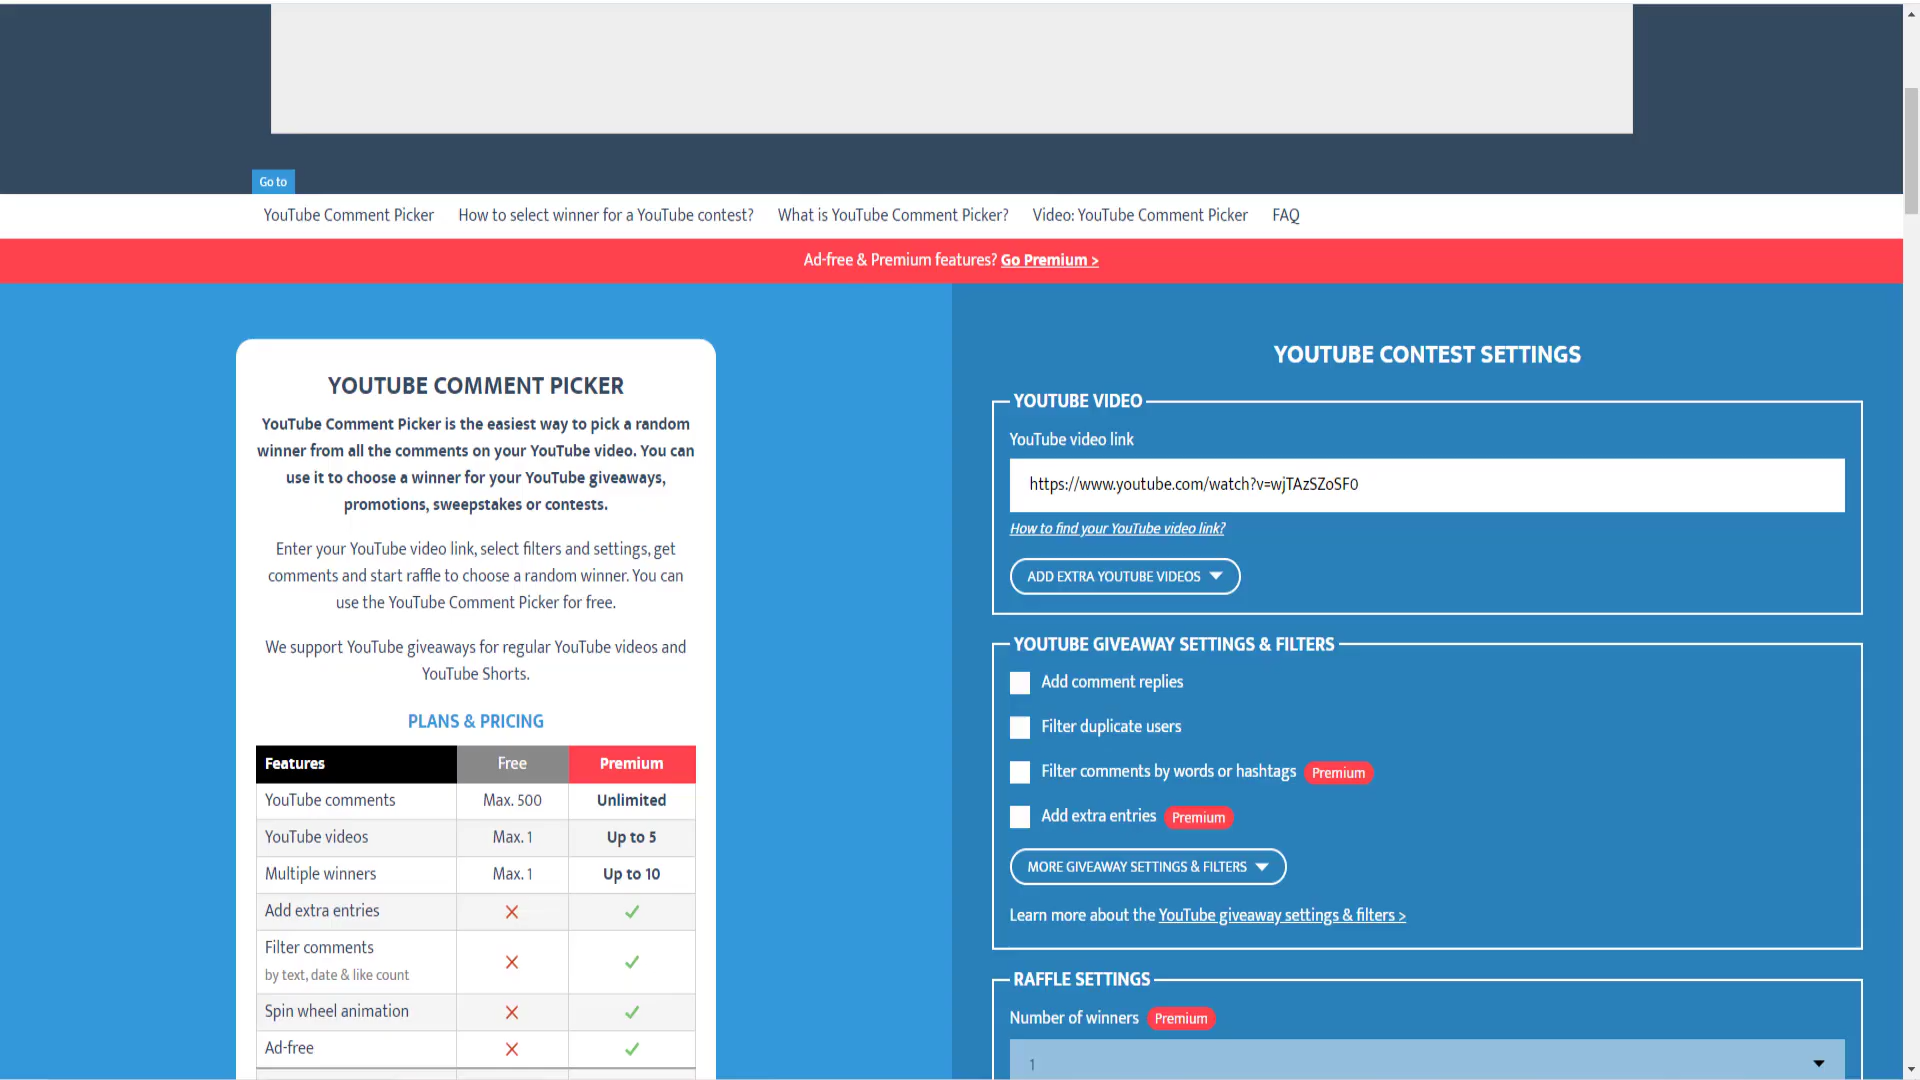 Go to
YouTube Comment Picker How to select winner for a YouTube contest? What is YouTube Comment Picker? Video: YouTube Comment Picker FAQ
Ad-free & Premium features? Go Premium >
YOUTUBE COMMENT PICKER
YouTube Comment Picker is the easiest way to pick a random
winner from all the comments on your YouTube video. You can
use it to choose a winner for your YouTube giveaways,
promotions, sweepstakes or contests.
Enter your YouTube video link, select filters and settings, get
comments and start raffle to choose a random winner. You can
use the YouTube Comment Picker for free.
We support YouTube giveaways for regular YouTube videos and
YouTube Shorts.
PLANS & PRICING
Features Free Premium
YouTube comments Max. 500 Unlimited
YouTube videos Max. 1 Up to 5
Multiple winners Max. 1 Up to 10
Add extra entries
Filter comments
by text, date & like count
Spin wheel animation
Ad-free
YOUTUBE CONTEST SETTINGS
YOUTUBE VIDEO
YouTube video link
https://www.youtube.com/watch?v=wjTAzSZoSF0
How to find your YouTube video link?
ADD EXTRA YOUTUBE VIDEOS
YOUTUBE GIVEAWAY SETTINGS & FILTERS
Add comment replies
Filter duplicate users
Filter comments by words or hashtags Premium
Add extra entries Premium
MORE GIVEAWAY SETTINGS & FILTERS
Learn more about the YouTube giveaway settings & filters >
RAFFLE SETTINGS
Number of winners Premium
1